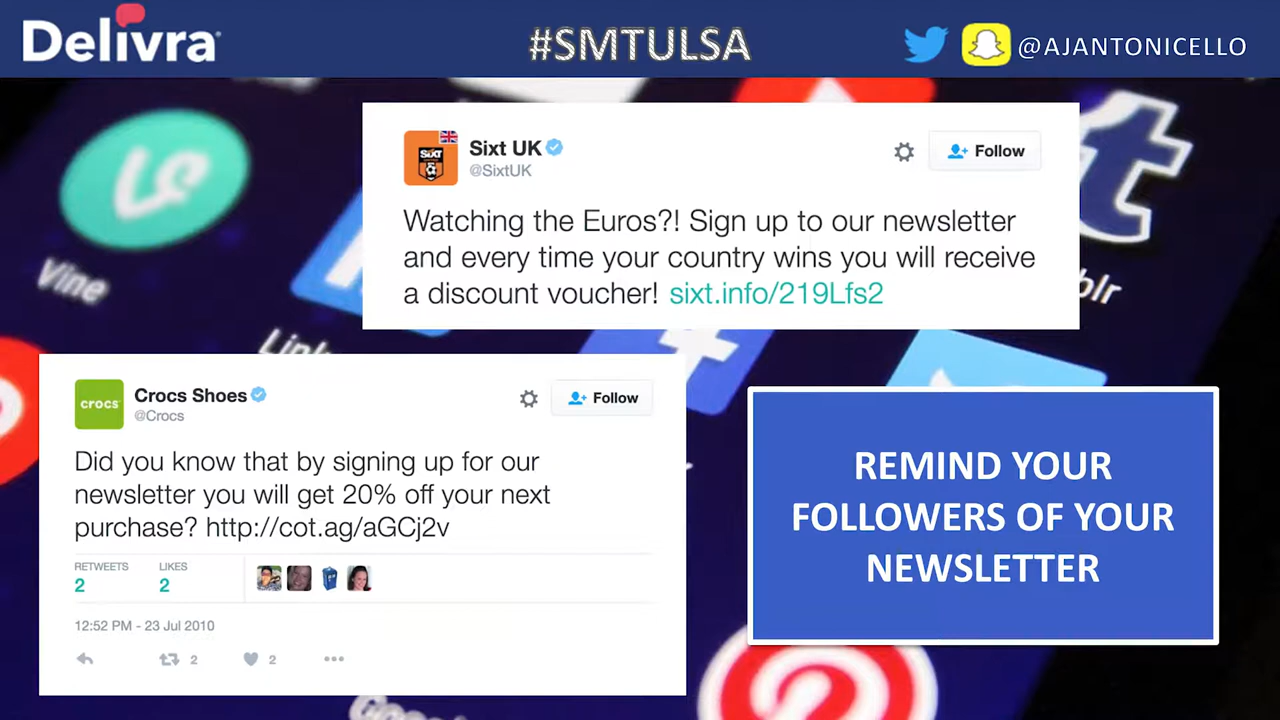 Delivra
#SMTULSA
@AJANTONICELLO
Sixt UK
@SixtUK
Follow
Watching the Euros?! Sign up to our newsletter
and every time your country wins you will receive
a discount voucher! sixt.info/219Lfs2
Vine
crocs
Crocs Shoes
@Crocs
Follow
Did you know that by signing up for our
newsletter you will get 20% off your next
purchase? http://cot.ag/aGCj2v
RETWEETS
LIKES
2
2
12:52 PM - 23 Jul 2010
2
2
REMIND YOUR
FOLLOWERS OF YOUR
NEWSLETTER